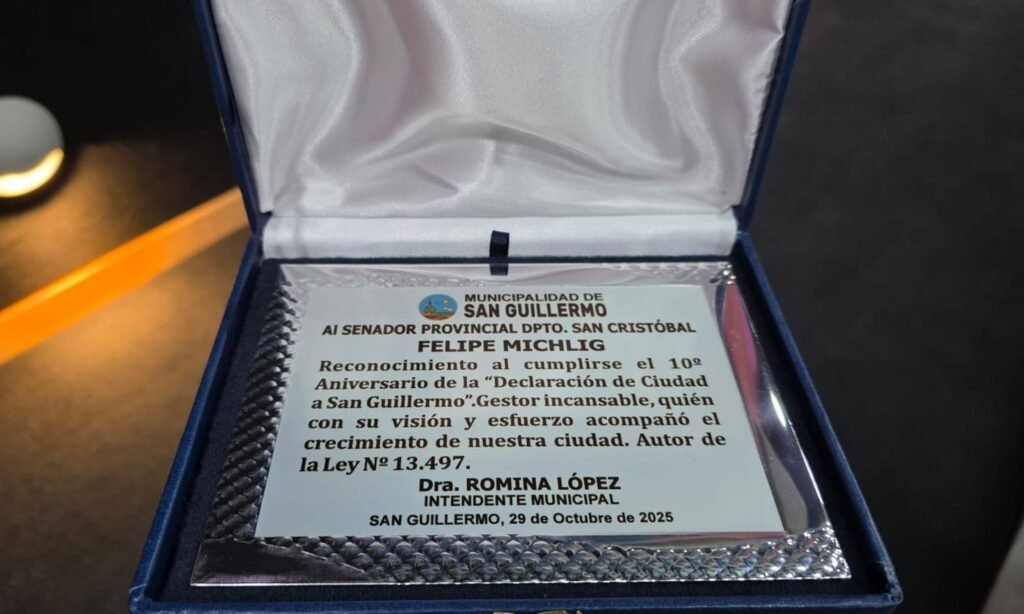 MUNICIPALIDAD DE
SAN GUILLERMO
Al SENADOR PROVINCIAL DPTO. SAN CRISTÓBAL
FELIPE MICHLIG
Reconocimiento al cumplirse el 10º
Aniversario de la “Declaración de Ciudad
a San Guillermo”.Gestor incansable, quién
con su visión y esfuerzo acompañó el
crecimiento de nuestra ciudad. Autor de
la Ley Nº 13.497.
Dra. ROMINA LÓPEZ
INTENDENTE MUNICIPAL
SAN GUILLERMO, 29 de Octubre de 2025